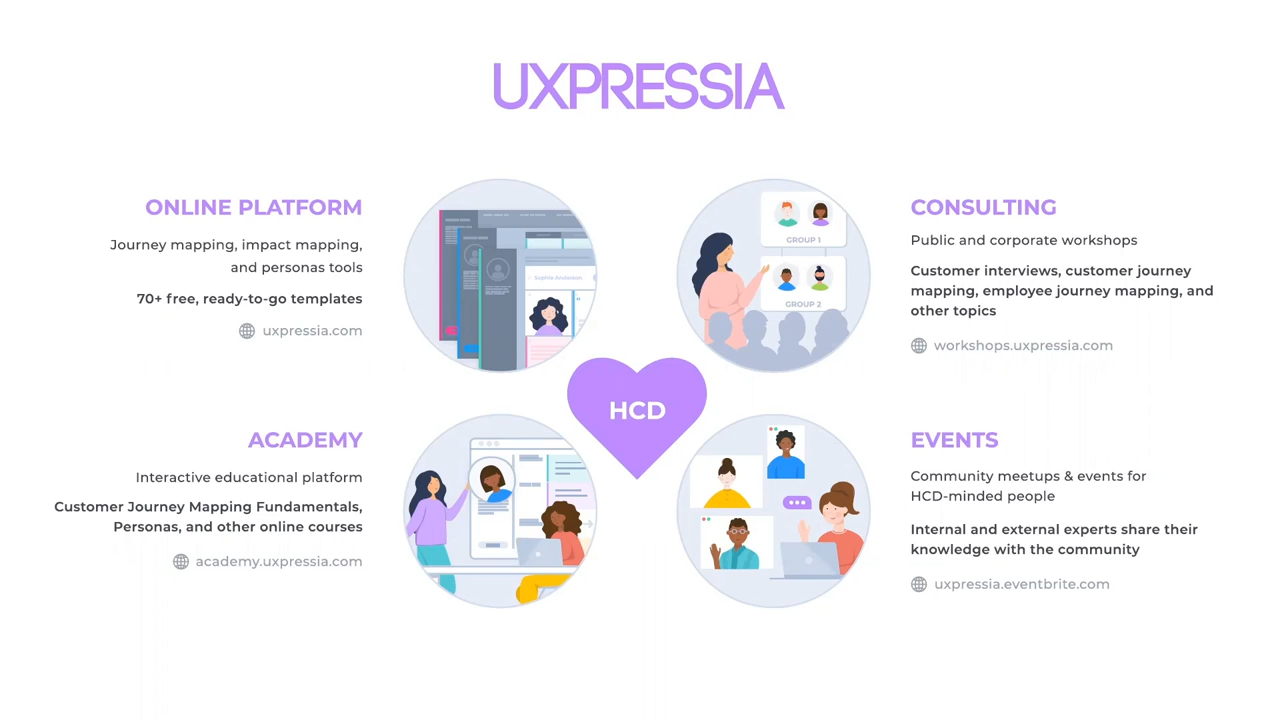 UXPRESSIA
ONLINE PLATFORM
Journey mapping, impact mapping,
and personas tools
70+ free, ready-to-go templates
uxpressia.com
Sophie Anderson
GROUP 1
GROUP 2
CONSULTING
Public and corporate workshops
Customer interviews, customer journey
mapping, employee journey mapping, and
other topics
workshops.uxpressia.com
HCD
ACADEMY
Interactive educational platform
Customer Journey Mapping Fundamentals,
Personas, and other online courses
academy.uxpressia.com
EVENTS
Community meetups & events for
HCD-minded people
Internal and external experts share their
knowledge with the community
uxpressia.eventbrite.com